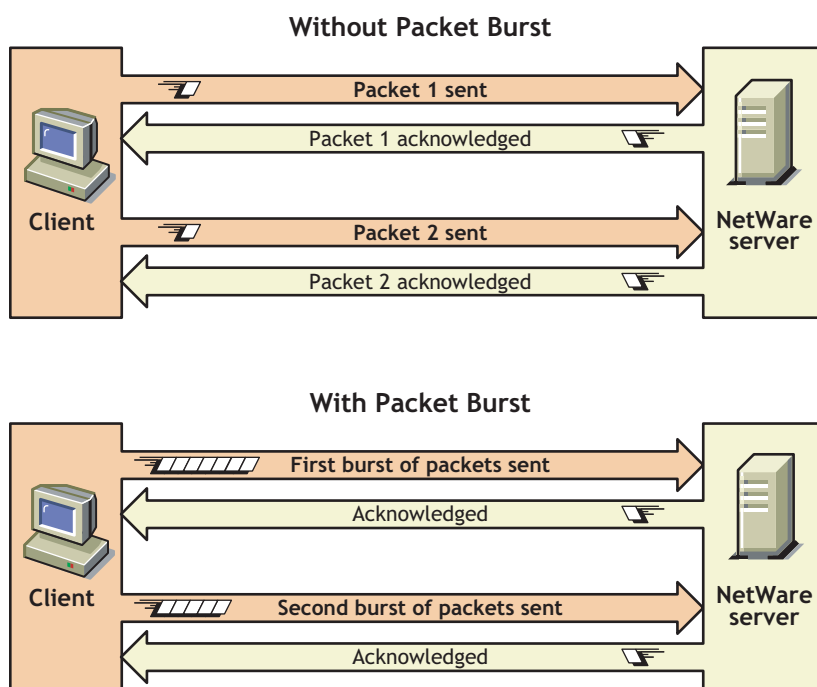 Without Packet Burst
Packet 1 sent
Packet 1 acknowledged
Client
Packet 2 sent
NetWare
server
Packet 2 acknowledged
With Packet Burst
First burst of packets sent
Acknowledged
Client
Second burst of packets sent
NetWare
server
Acknowledged